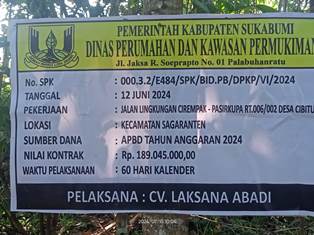 PEMERINTAH KABUPATEN SUKABUMI
DINAS PERUMAHAN DAN KAWASAN PERMUKIMA
Jl. Jaksa R. Soeprapto No. 01 Palabuhanratu
No. SPK : 000.3.2/E484/SPK/BID.PB/DPKP/VI/2024
TANGGAL : 12 JUNI 2024
PEKERJAAN : JALAN LINGKUNGAN CIREMPAK - PASIRKUPA RT.006/002 DESA CIBITU
LOKASI : KECAMATAN SAGARANTEN
SUMBER DANA : APBD TAHUN ANGGARAN 2024
NILAI KONTRAK : Rp. 189.045.000,00
WAKTU PELAKSANAAN : 60 HARI KALENDER
PELAKSANA : CV. LAKSANA ABADI